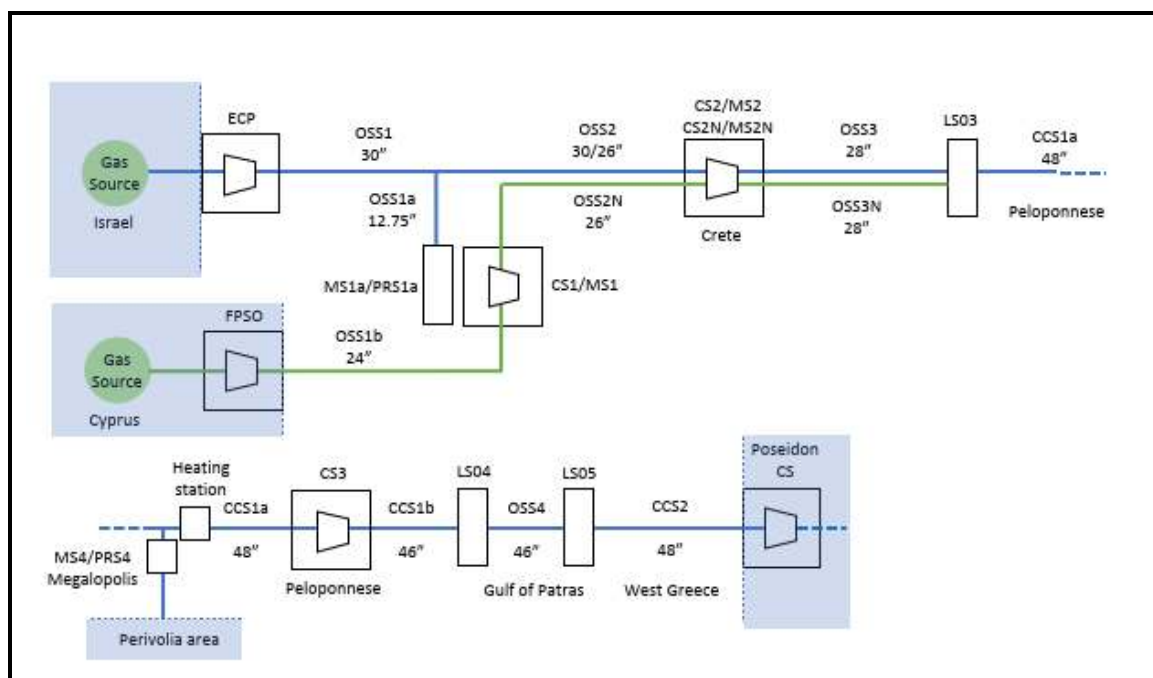 ECP
Gas
Source
Israel
OSS1
30″
OSS1a
12.75″
OSS2
30/26″
CS2/MS2
CS2N/MS2N
OSS3
28″
LS03
CCS1a
48″
OSS2N
26″
Crete
OSS3N
28″
Peloponnese
MS1a/PRS1a
CS1/MS1
FPSO
Gas
Source
Cyprus
OSS1b
24″
Heating
station
CCS1a
48″
MS4/PRS4
Megalopolis
Perivolia area
CS3
Peloponnese
CCS1b
46″
LS04
OSS4
46″
Gulf of Patras
LS05
CCS2
48″
West Greece
Poseidon
CS